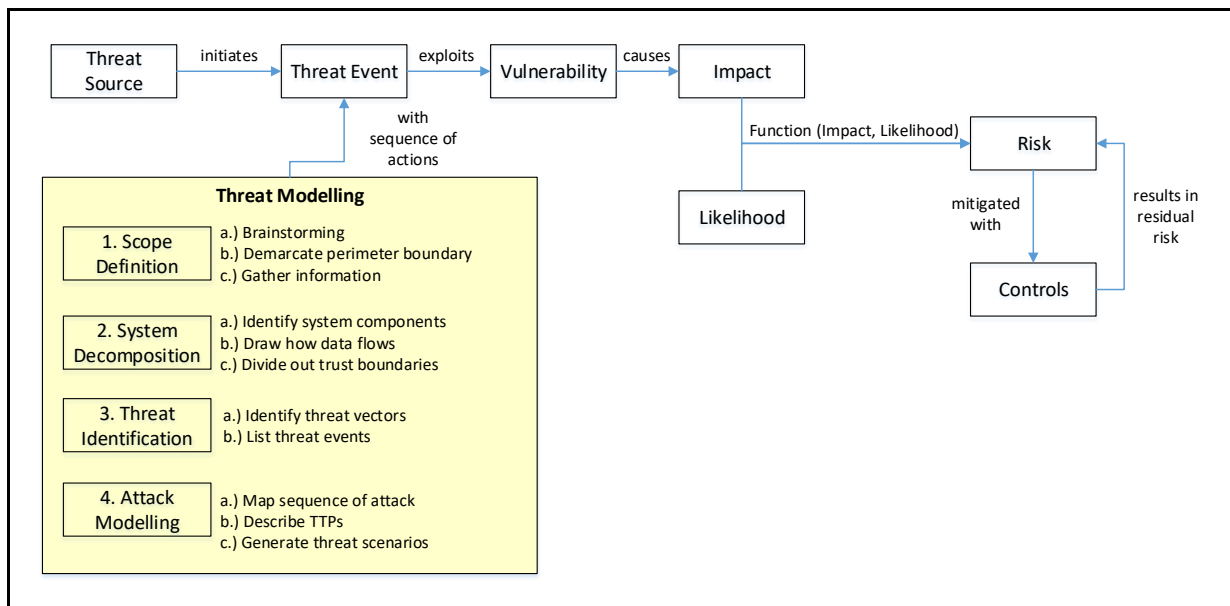 Threat
Source
initiates
Threat Event
exploits
Vulnerability
causes
Impact
with
sequence of
actions
Function (Impact, Likelihood)
Risk
Likelihood
mitigated
with
results in
residual
risk
Controls
Threat Modelling
1. Scope
Definition
a.) Brainstorming
b.) Demarcate perimeter boundary
c.) Gather information
2. System
Decomposition
a.) Identify system components
b.) Draw how data flows
c.) Divide out trust boundaries
3. Threat
Identification
a.) Identify threat vectors
b.) List threat events
4. Attack
Modelling
a.) Map sequence of attack
b.) Describe TTPs
c.) Generate threat scenarios